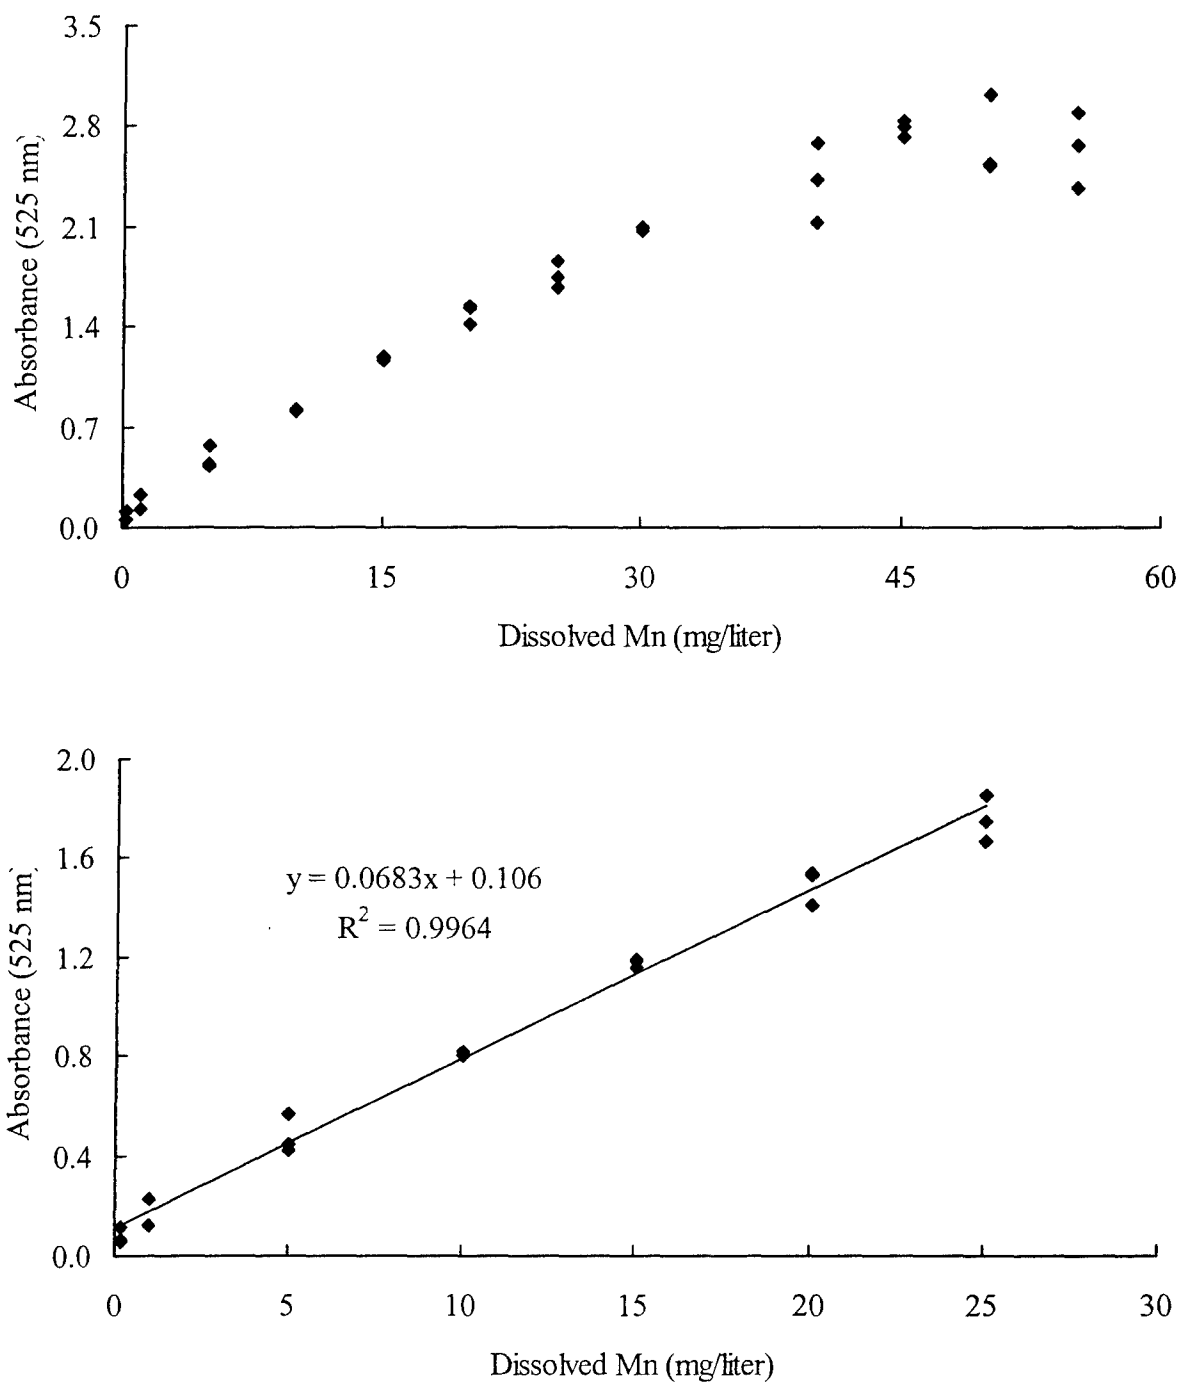 3.5
2.8
2.1
1.4
0.7
0.0
0 15 30 45 60
Absorbance (525 nm)
Dissolved Mn (mg/liter)
2.0
1.6
1.2
0.8
0.4
0.0
y = 0.0683x + 0.106
R² = 0.9964
0 5 10 15 20 25 30
Absorbance (525 nm)
Dissolved Mn (mg/liter)